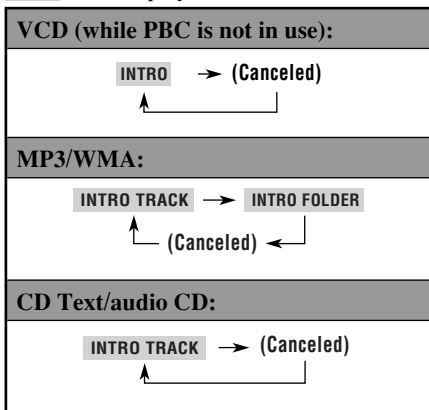 VCD (while PBC is not in use):
INTRO (Canceled)
MP3/WMA:
INTRO TRACK INTRO FOLDER
(Canceled)
CD Text/audio CD:
INTRO TRACK (Canceled)